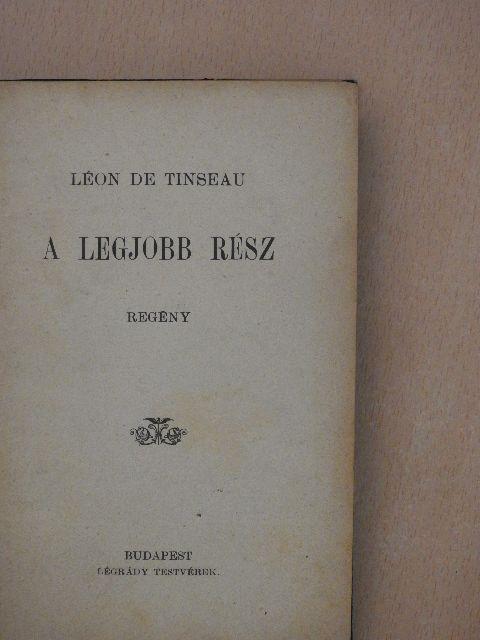 LÉON DE TINSEAU
A LEGJOBB RÉSZ
REGÉNY
BUDAPEST
LÉGRÁDY TESTVÉREK.